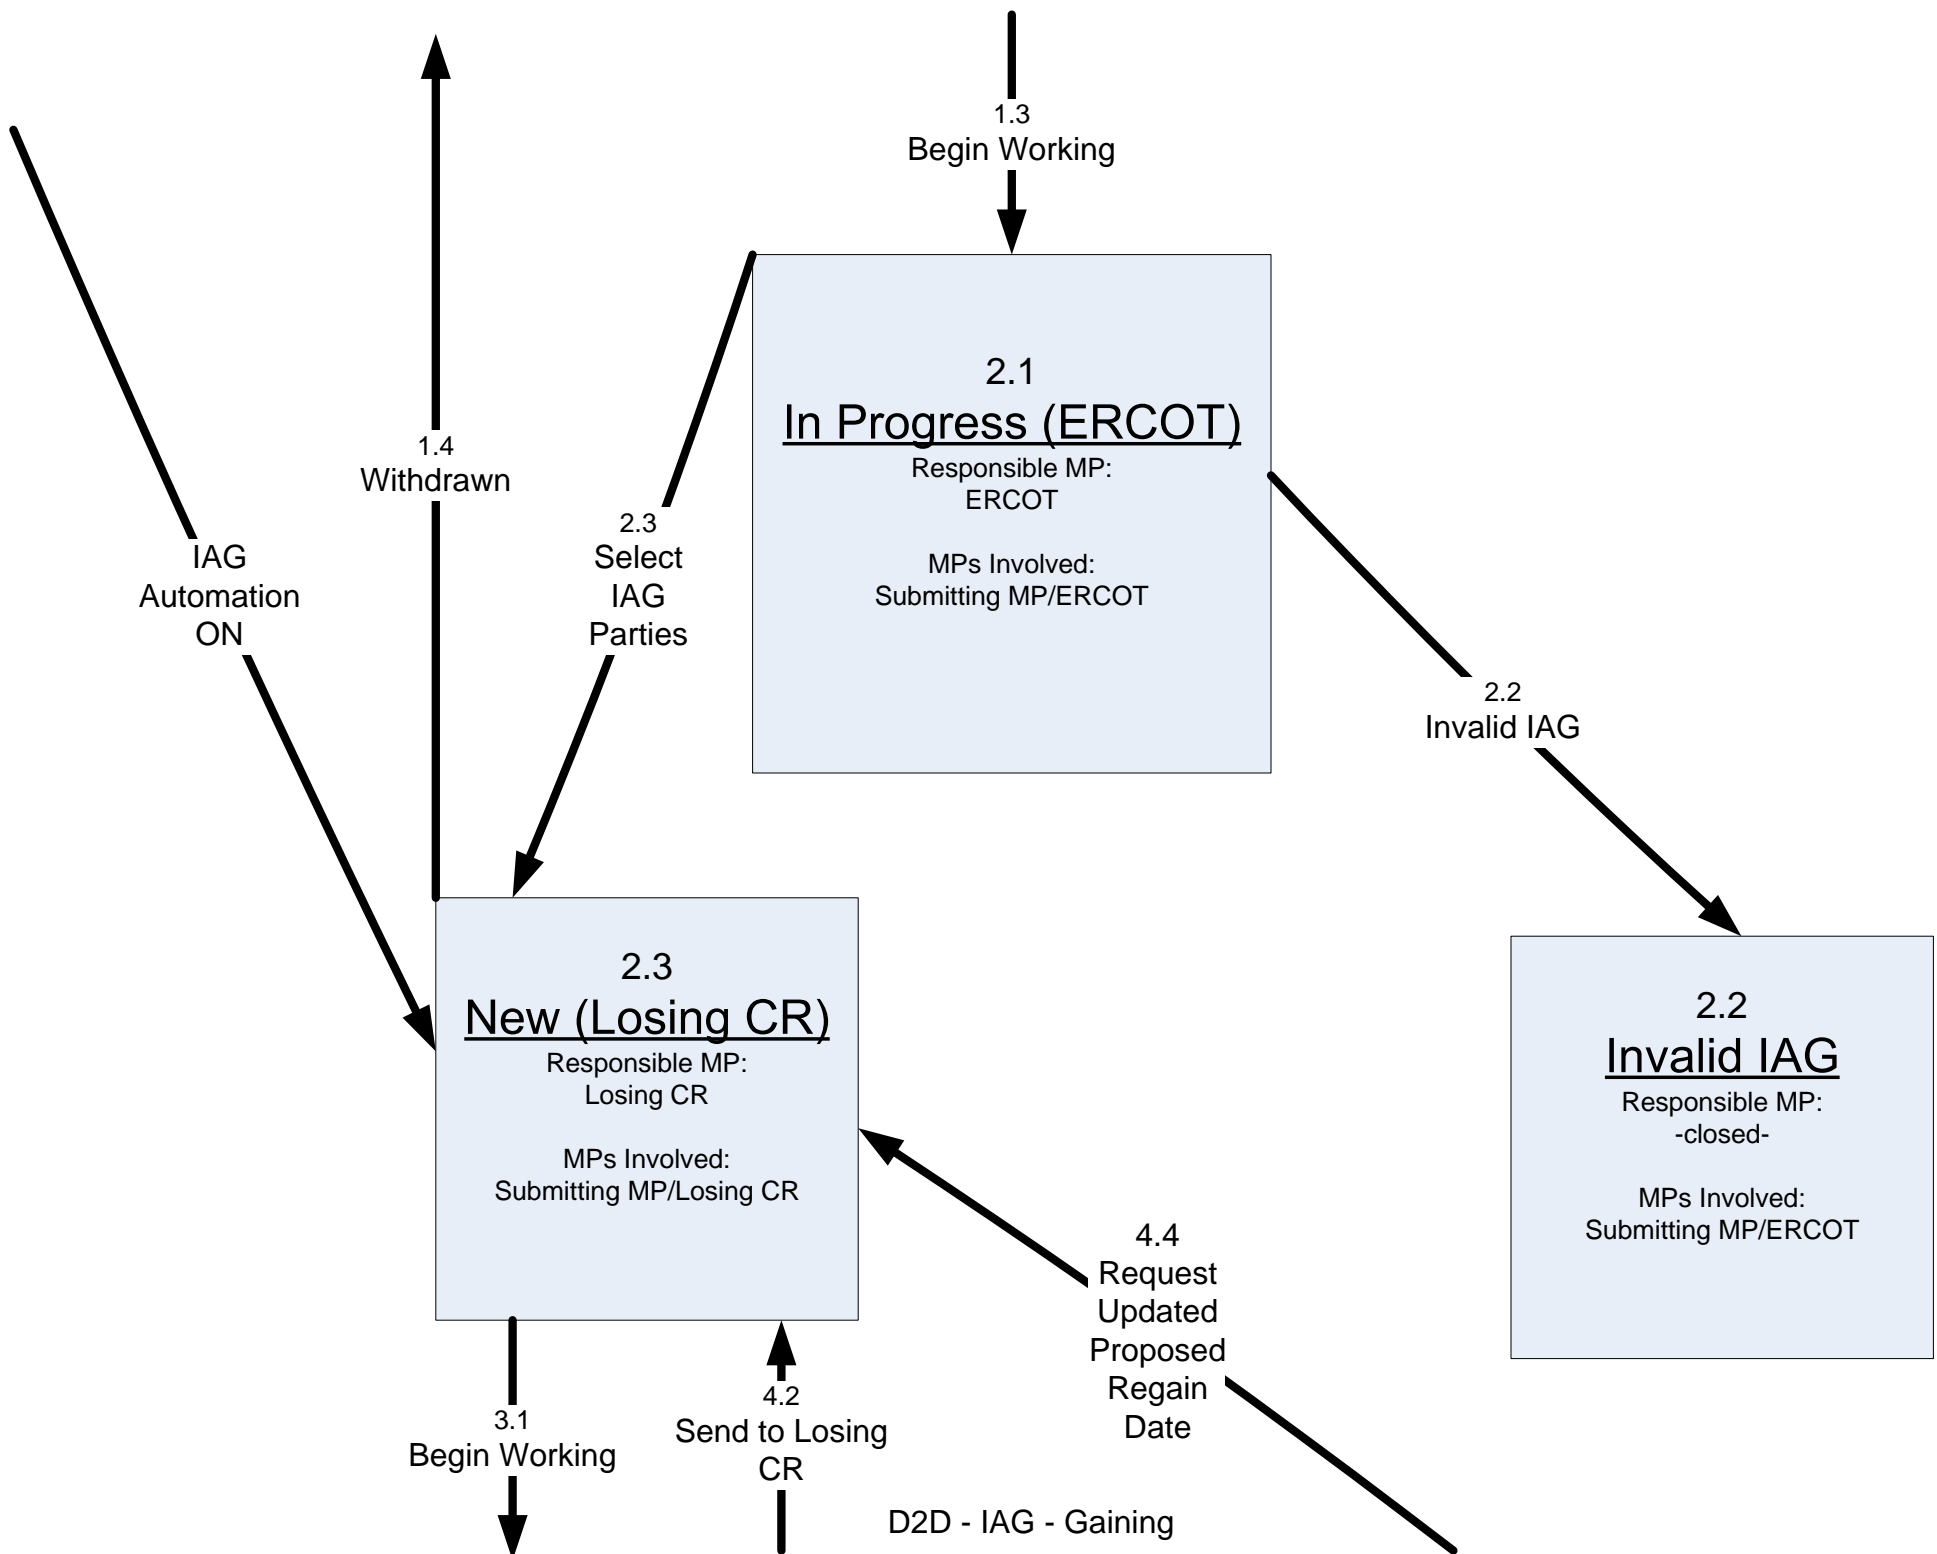 1.3
Begin Working
2.1
In Progress (ERCOT)
Responsible MP:
ERCOT
MPs Involved:
Submitting MP/ERCOT
1.4
Withdrawn
2.3
Select
IAG
Parties
IAG
Automation
ON
2.2
Invalid IAG
2.3
New (Losing CR)
Responsible MP:
Losing CR
MPs Involved:
Submitting MP/Losing CR
2.2
Invalid IAG
Responsible MP:
-closed-
MPs Involved:
Submitting MP/ERCOT
4.4
Request
Updated
Proposed
Regain
Date
3.1
Begin Working
4.2
Send to Losing
CR
D2D - IAG - Gaining